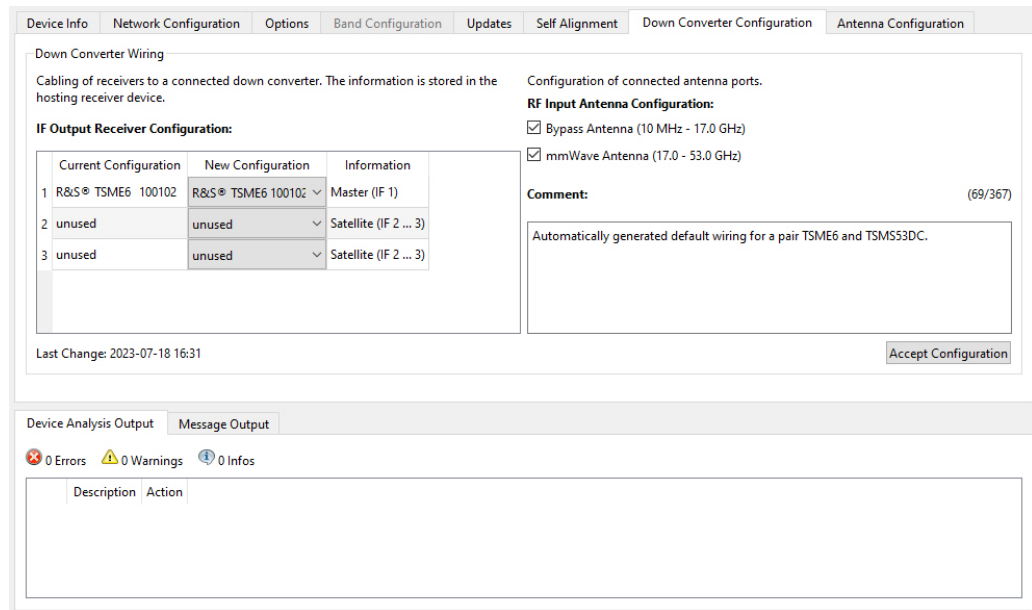 Device Info Network Configuration Options Band Configuration Updates Self Alignment Down Converter Configuration Antenna Configuration
Down Converter Wiring
Cabling of receivers to a connected down converter. The information is stored in the
hosting receiver device.
IF Output Receiver Configuration:
Current Configuration New Configuration Information
1 R&S® TSME6 100102 R&S® TSME6 100102 Master (IF 1)
2 unused unused Satellite (IF 2 ... 3)
3 unused unused Satellite (IF 2 ... 3)
Last Change: 2023-07-18 16:31
Configuration of connected antenna ports.
RF Input Antenna Configuration:
Bypass Antenna (10 MHz - 17.0 GHz)
mmWave Antenna (17.0 - 53.0 GHz)
Comment: (69/367)
Automatically generated default wiring for a pair TSME6 and TSMS53DC.
Accept Configuration
Device Analysis Output Message Output
0 Errors 0 Warnings 0 Infos
Description Action